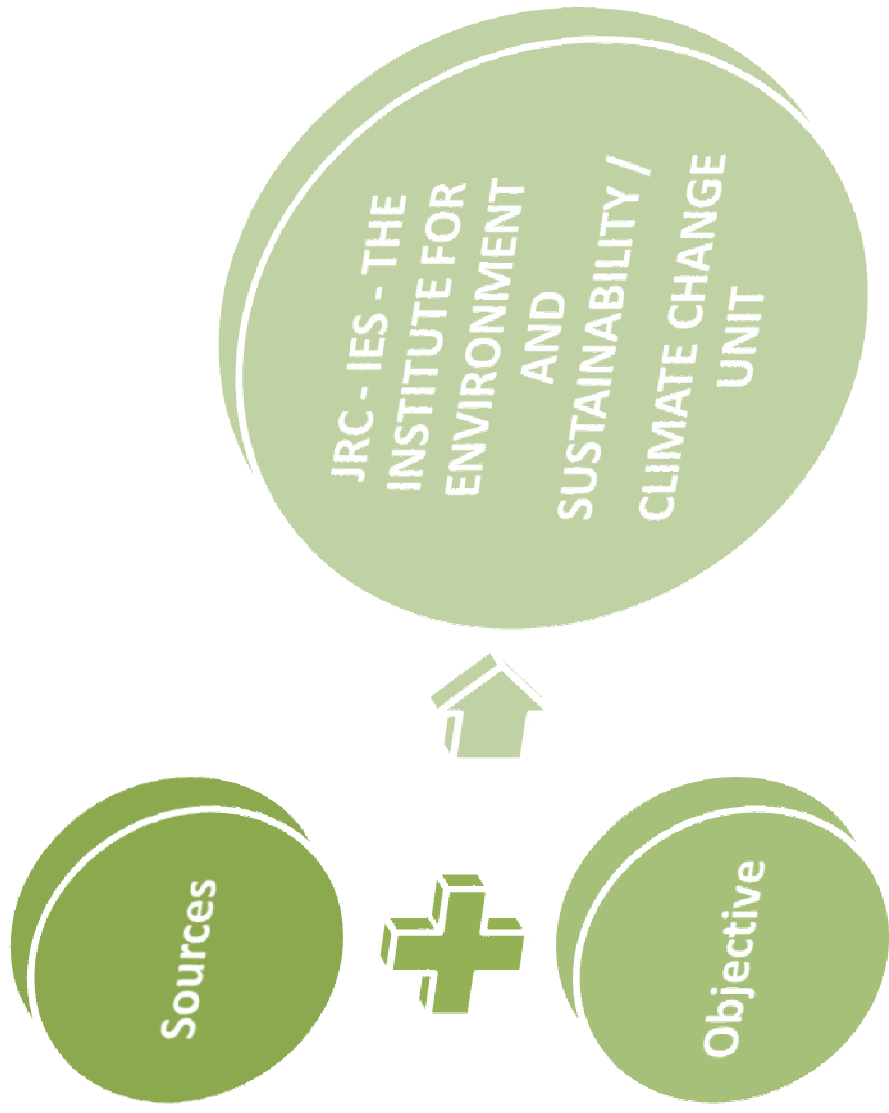 Sources
Objective
JRC - IES - THE
INSTITUTE FOR
ENVIRONMENT
AND
SUSTAINABILITY /
CLIMATE CHANGE
UNIT